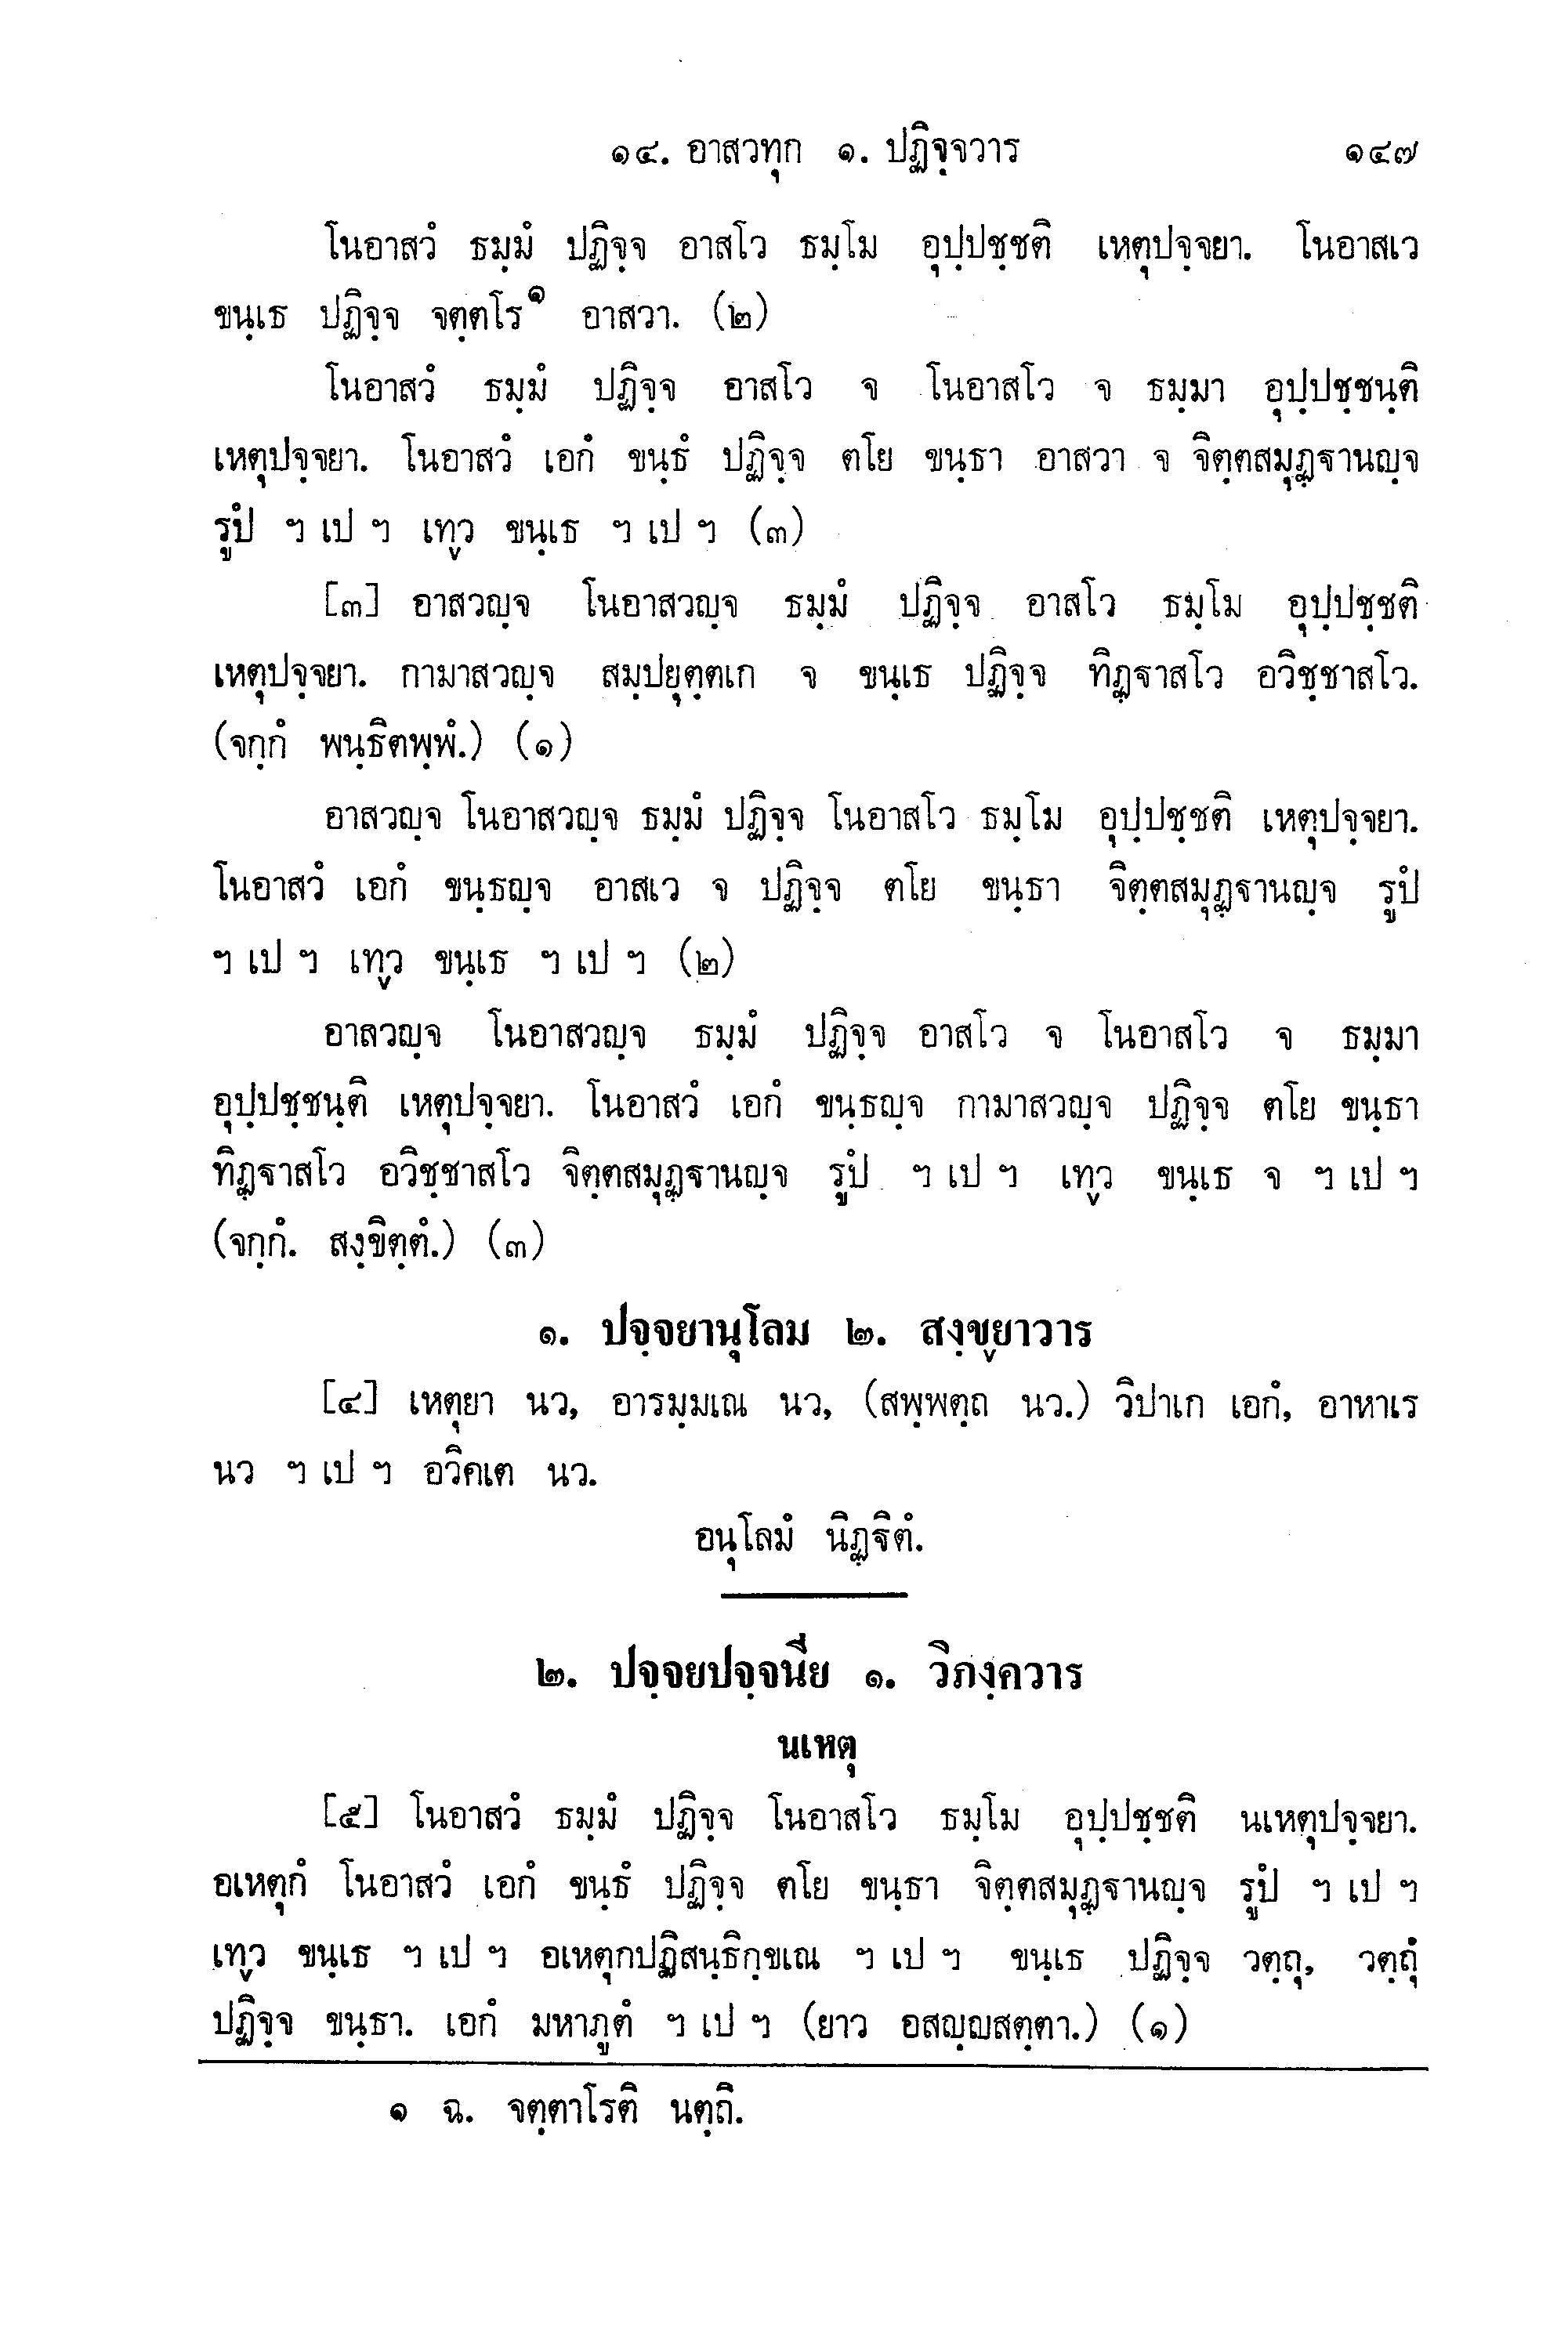 ๑๔. อาสวทุก ๑. ปฏิจฺจวาร ๑๔๗
โนอาสวํ ธมฺมํ ปฏิจฺจ อาสโว ธมฺโม อุปฺปชฺชติ เหตุปจฺจยา. โนอาสเว
ขนฺเธ ปฏิจฺจ จตฺตโร๑ อาสวา. (๒)
โนอาสวํ ธมฺมํ ปฏิจฺจ อาสโว จ โนอาสโว จ ธมฺมา อุปฺปชฺชนฺติ
เหตุปจฺจยา. โนอาสวํ เอกํ ขนฺธํ ปฏิจฺจ ตโย ขนฺธา อาสวา จ จิตฺตสมุฏฺฐานญฺจ
รูปํ ฯ เป ฯ เทฺว ขนฺเธ ฯ เป ฯ (๓)
[๓] อาสวญฺจ โนอาสวญฺจ ธมฺมํ ปฏิจฺจ อาสโว ธมฺโม อุปฺปชฺชติ
เหตุปจฺจยา. กามาสวญฺจ สมฺปยุตฺตเก จ ขนฺเธ ปฏิจฺจ ทิฏฺฐาสโว อวิชฺชาสโว.
(จกฺกํ พนฺธิตพฺพํ.) (๑)
อาสวญฺจ โนอาสวญฺจ ธมฺมํ ปฏิจฺจ โนอาสโว ธมฺโม อุปฺปชฺชติ เหตุปจฺจยา.
โนอาสวํ เอกํ ขนฺธญฺจ อาสเว จ ปฏิจฺจ ตโย ขนฺธา จิตฺตสมุฏฺฐานญฺจ รูปํ
ฯ เป ฯ เทฺว ขนฺเธ ฯ เป ฯ (๒)
อาสวญฺจ โนอาสวญฺจ ธมฺมํ ปฏิจฺจ อาสโว จ โนอาสโว จ ธมฺมา
อุปฺปชฺชนฺติ เหตุปจฺจยา. โนอาสวํ เอกํ ขนฺธญฺจ กามาสวญฺจ ปฏิจฺจ ตโย ขนฺธา
ทิฏฺฐาสโว อวิชฺชาสโว จิตฺตสมุฏฺฐานญฺจ รูปํ ฯ เป ฯ เทฺว ขนฺเธ จ ฯ เป ฯ
(จกฺกํ. สงฺขิตฺตํ.) (๓)
๑. ปจฺจยานุโลม ๒. สงฺขฺยาวาร
[๔] เหตุยา นว, อารมฺมเณ นว, (สพฺพตฺถ นว.) วิปาเก เอกํ, อาหาเร
นว ฯ เป ฯ อวิคเต นว.
อนุโลมํ นิฏฺฐิตํ.
๒. ปจฺจยปจฺจนีย ๑. วิภงฺควาร
นเหตุ
[๕] โนอาสวํ ธมฺมํ ปฏิจฺจ โนอาสโว ธมฺโม อุปฺปชฺชติ นเหตุปจฺจยา.
อเหตุกํ โนอาสวํ เอกํ ขนฺธํ ปฏิจฺจ ตโย ขนฺธา จิตฺตสมุฏฺฐานญฺจ รูปํ ฯ เป ฯ
เทฺว ขนฺเธ ฯ เป ฯ อเหตุกปฏิสนฺธิกฺขเณ ฯ เป ฯ ขนฺเธ ปฏิจฺจ วตฺถุ, วตฺถุํ
ปฏิจฺจ ขนฺธา. เอกํ มหาภูตํ ฯ เป ฯ (ยาว อสญฺญสตฺตา.) (๑)
๑ ฉ. จตฺตาโรติ นตฺถิ.